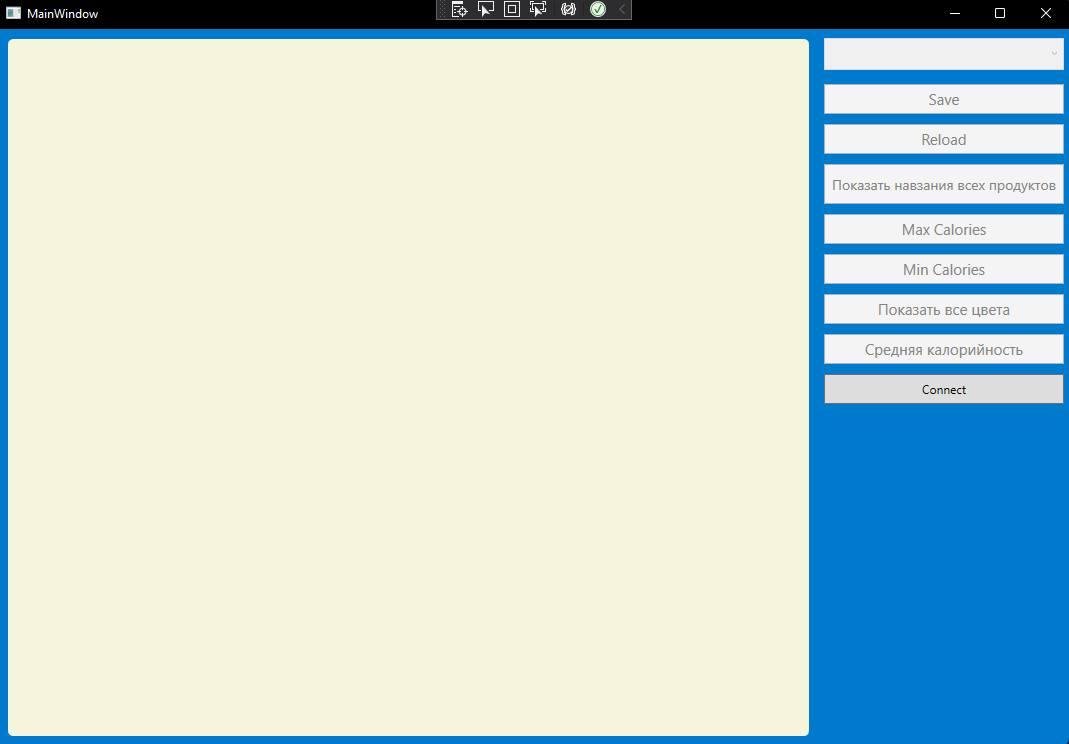 MainWindow
Save
Reload
Показать навзания всех продуктов
Max Calories
Min Calories
Показать все цвета
Средняя калорийность
Connect